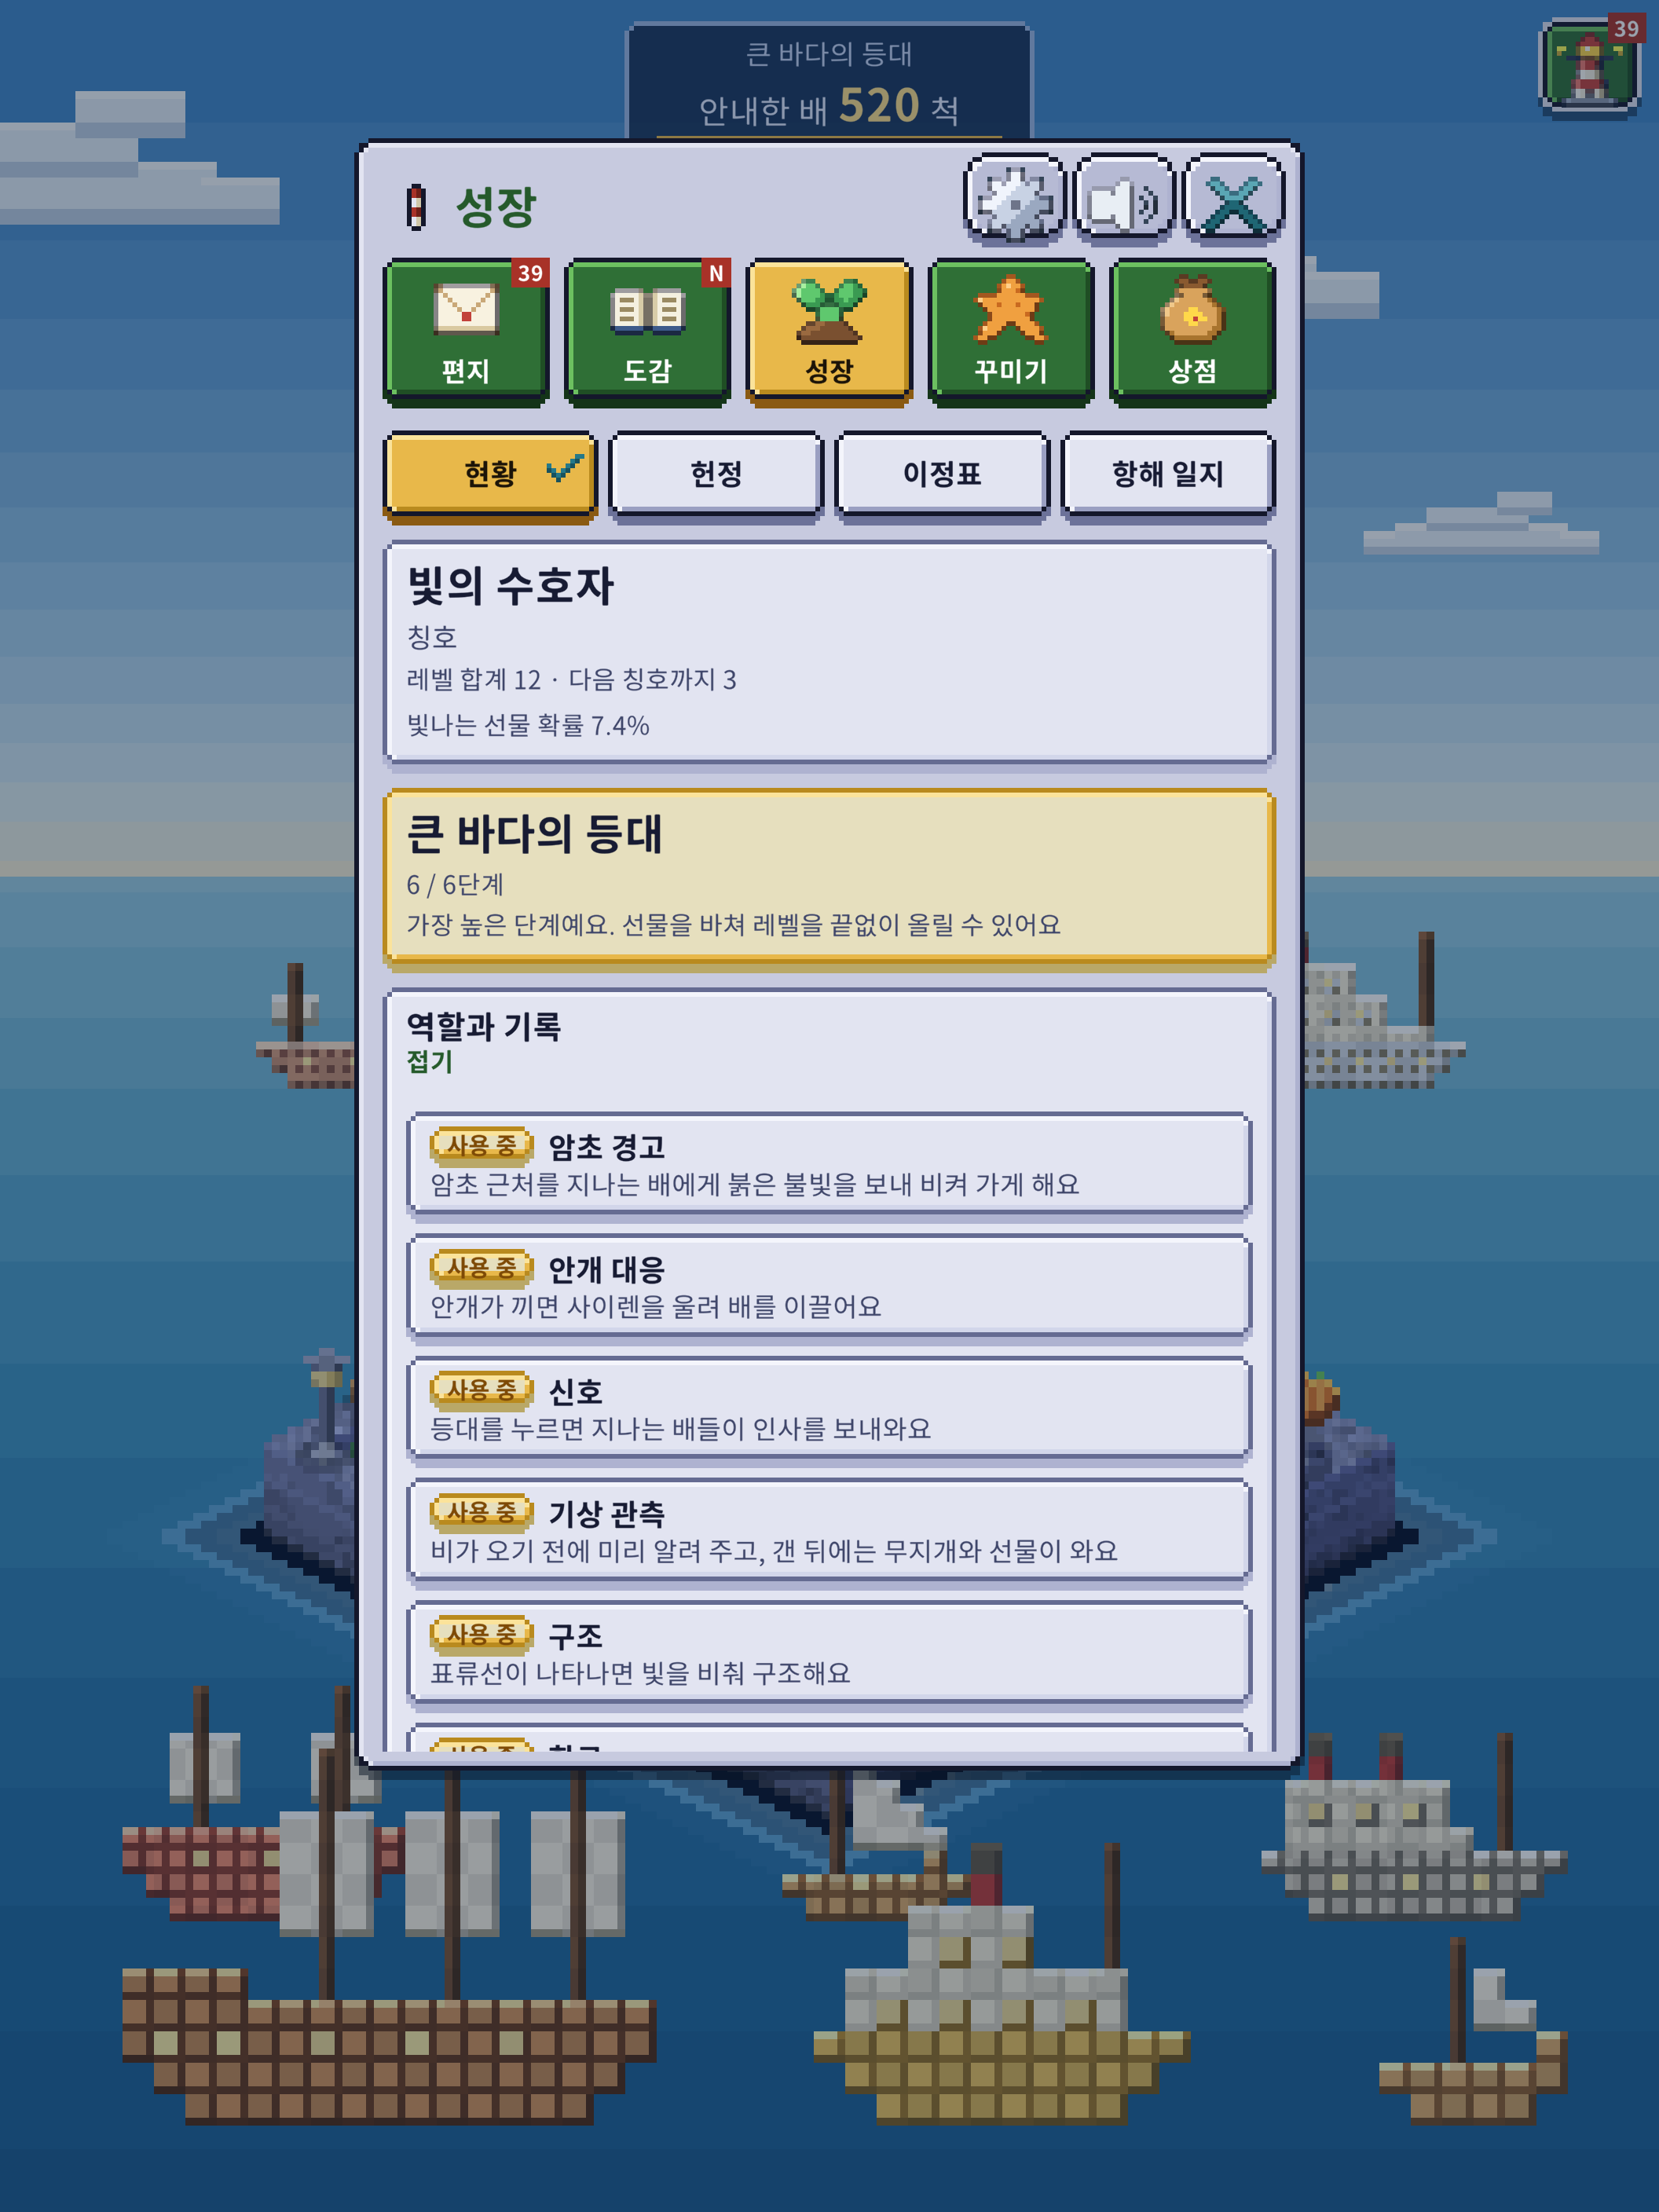 큰 바다의 등대
안내한 배 520 척
39
성장
39
N
편지
도감
성장
꾸미기
상점
현황
헌정
이정표
항해 일지
빛의 수호자
칭호
레벨 합계 12 · 다음 칭호까지 3
빛나는 선물 확률 7.4%
큰 바다의 등대
6 / 6단계
가장 높은 단계예요. 선물을 바쳐 레벨을 끝없이 올릴 수 있어요
역할과 기록
접기
사용 중 암초 경고
암초 근처를 지나는 배에게 붉은 불빛을 보내 비켜 가게 해요
사용 중 안개 대응
안개가 끼면 사이렌을 울려 배를 이끌어요
사용 중 신호
등대를 누르면 지나는 배들이 인사를 보내와요
사용 중 기상 관측
비가 오기 전에 미리 알려 주고, 갠 뒤에는 무지개와 선물이 와요
사용 중 구조
표류선이 나타나면 빛을 비춰 구조해요